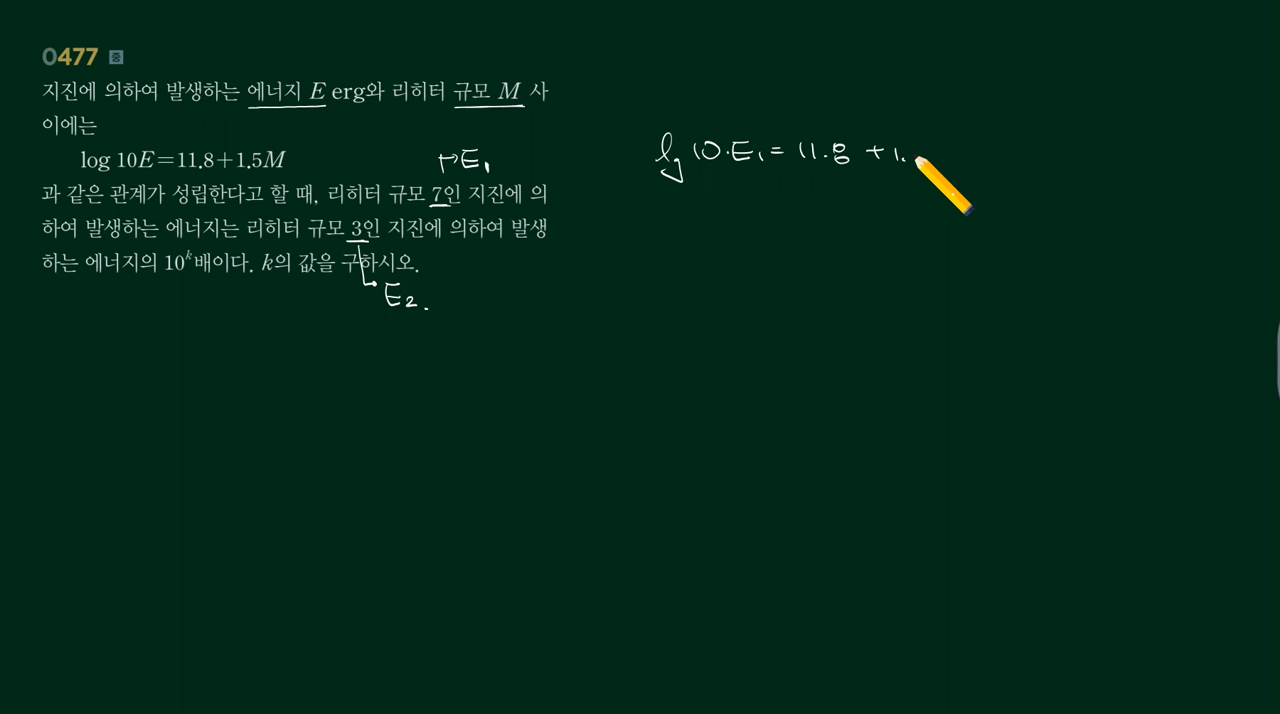 0477 중
지진에 의하여 발생하는 에너지 E erg와 리히터 규모 M 사
이에는
log 10E=11.8+1.5M
E₁
과 같은 관계가 성립한다고 할 때, 리히터 규모 7인 지진에 의
하여 발생하는 에너지는 리히터 규모 3인 지진에 의하여 발생
하는 에너지의 10ᵏ배이다. k의 값을 구하시오.
E₂.
log 10·E₁ = 11.8 + 1.